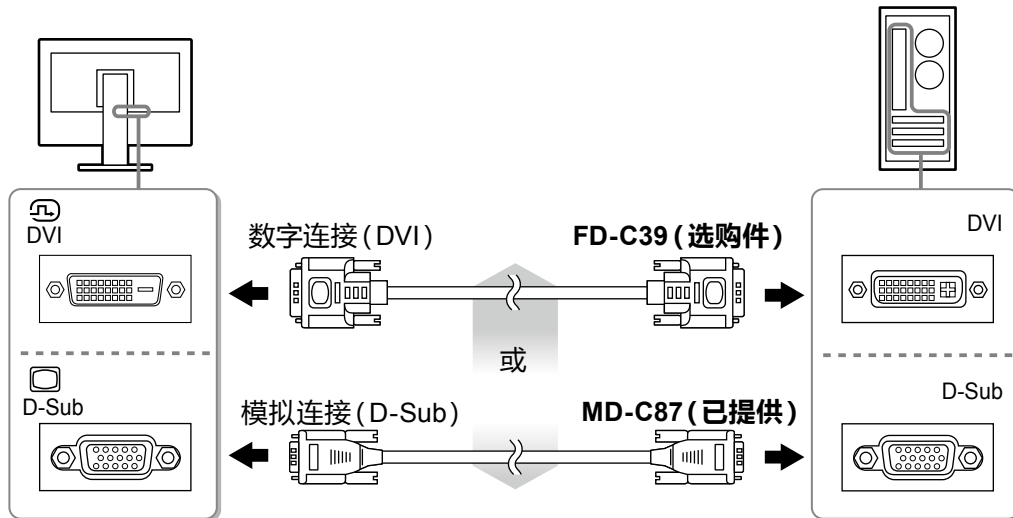 DVI
数字连接(DVI)
FD-C39(选购件)
DVI
或
D-Sub
模拟连接(D-Sub)
MD-C87(已提供)
D-Sub